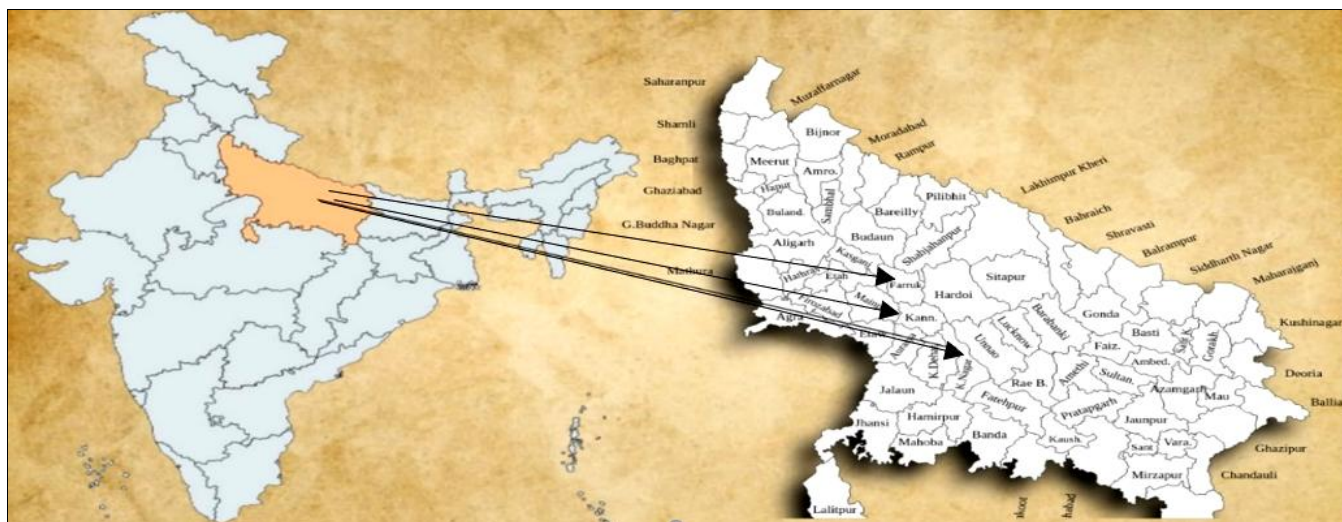 Saharanpur
Muzaffarnagar
Shamli
Bijnor
Moradabad
Baghpat
Meerut
Amro.
Rampur
Ghaziabad
Hapur
Sambhal
Pilibhit
Lakhimpur Kheri
Buland.
Bareilly
Bahraich
G.Buddha Nagar
Budaun
Shahjahanpur
Shravasti
Aligarh
Kasganj
Balrampur
Mathura
Hathras
Etah
Farruk.
Sitapur
Siddharth Nagar
Hardoi
Maharajganj
Firozabad
Agra
Kann.
Gonda
Kushinagar
Lucknow
Barabanki
Basti
Gorakh.
Unnao
Faiz.
Ambed.
Deoria
K.Nagar
Rae B.
Amethi
Sultan.
Azamgarh
Mau
Ballia
Jalaun
Fatehpur
Pratapgarh
Jaunpur
Jhansi
Hamirpur
Mahoba
Banda
Kaush.
Sant
Vara.
Ghazipur
Mirzapur
Chandauli
Lalitpur